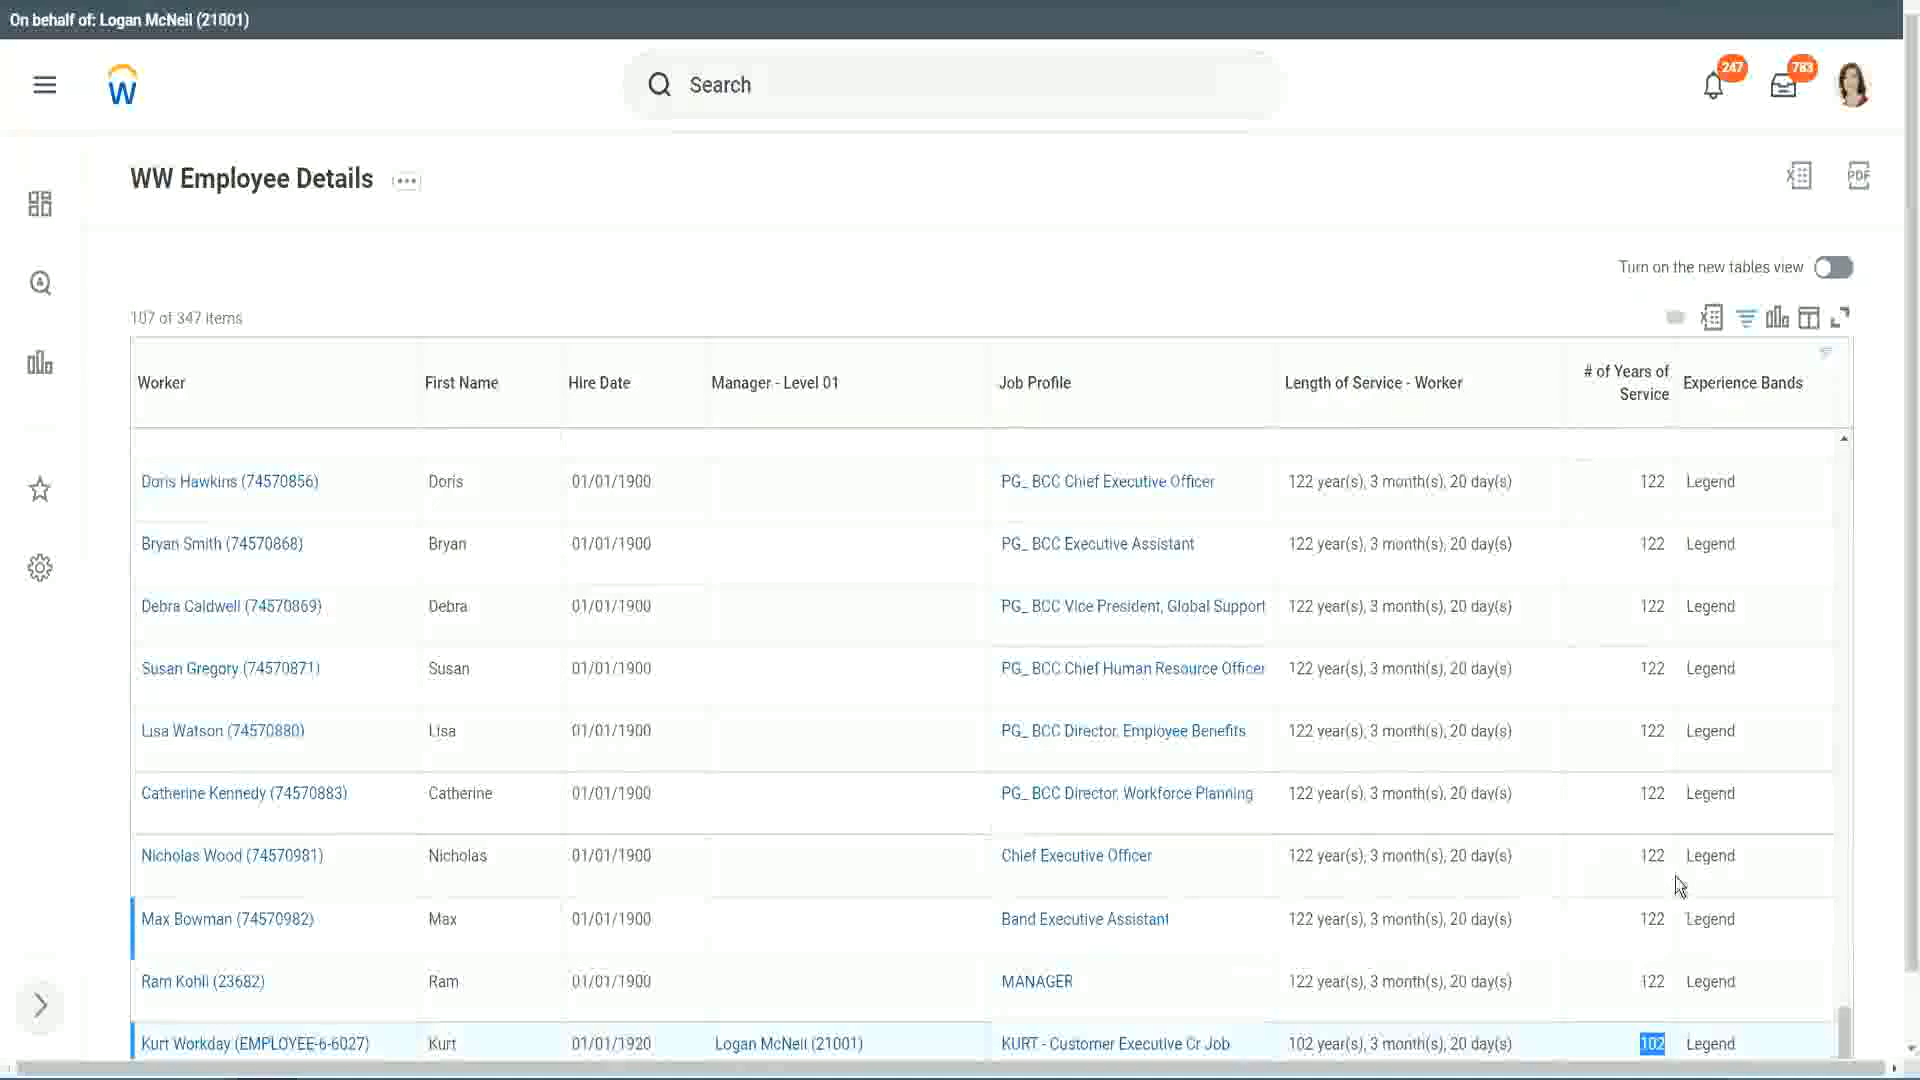 On behalf of: Logan McNeil (21001)
W
Search
247
783
WW Employee Details
X
PDF
Turn on the new tables view
107 of 347 items
X
Worker First Name Hire Date Manager - Level 01 Job Profile Length of Service - Worker # of Years of Service Experience Bands
Doris Hawkins (74570856) Doris 01/01/1900 PG_ BCC Chief Executive Officer 122 year(s), 3 month(s), 20 day(s) 122 Legend
Bryan Smith (74570868) Bryan 01/01/1900 PG_ BCC Executive Assistant 122 year(s), 3 month(s), 20 day(s) 122 Legend
Debra Caldwell (74570869) Debra 01/01/1900 PG_ BCC Vice President, Global Support 122 year(s), 3 month(s), 20 day(s) 122 Legend
Susan Gregory (74570871) Susan 01/01/1900 PG_ BCC Chief Human Resource Officer 122 year(s), 3 month(s), 20 day(s) 122 Legend
Lisa Watson (74570880) Lisa 01/01/1900 PG_ BCC Director, Employee Benefits 122 year(s), 3 month(s), 20 day(s) 122 Legend
Catherine Kennedy (74570883) Catherine 01/01/1900 PG_ BCC Director, Workforce Planning 122 year(s), 3 month(s), 20 day(s) 122 Legend
Nicholas Wood (74570981) Nicholas 01/01/1900 Chief Executive Officer 122 year(s), 3 month(s), 20 day(s) 122 Legend
Max Bowman (74570982) Max 01/01/1900 Band Executive Assistant 122 year(s), 3 month(s), 20 day(s) 122 Legend
Ram Kohli (23682) Ram 01/01/1900 MANAGER 122 year(s), 3 month(s), 20 day(s) 122 Legend
Kurt Workday (EMPLOYEE-6-6027) Kurt 01/01/1920 Logan McNeil (21001) KURT - Customer Executive Cr Job 102 year(s), 3 month(s), 20 day(s) 102 Legend